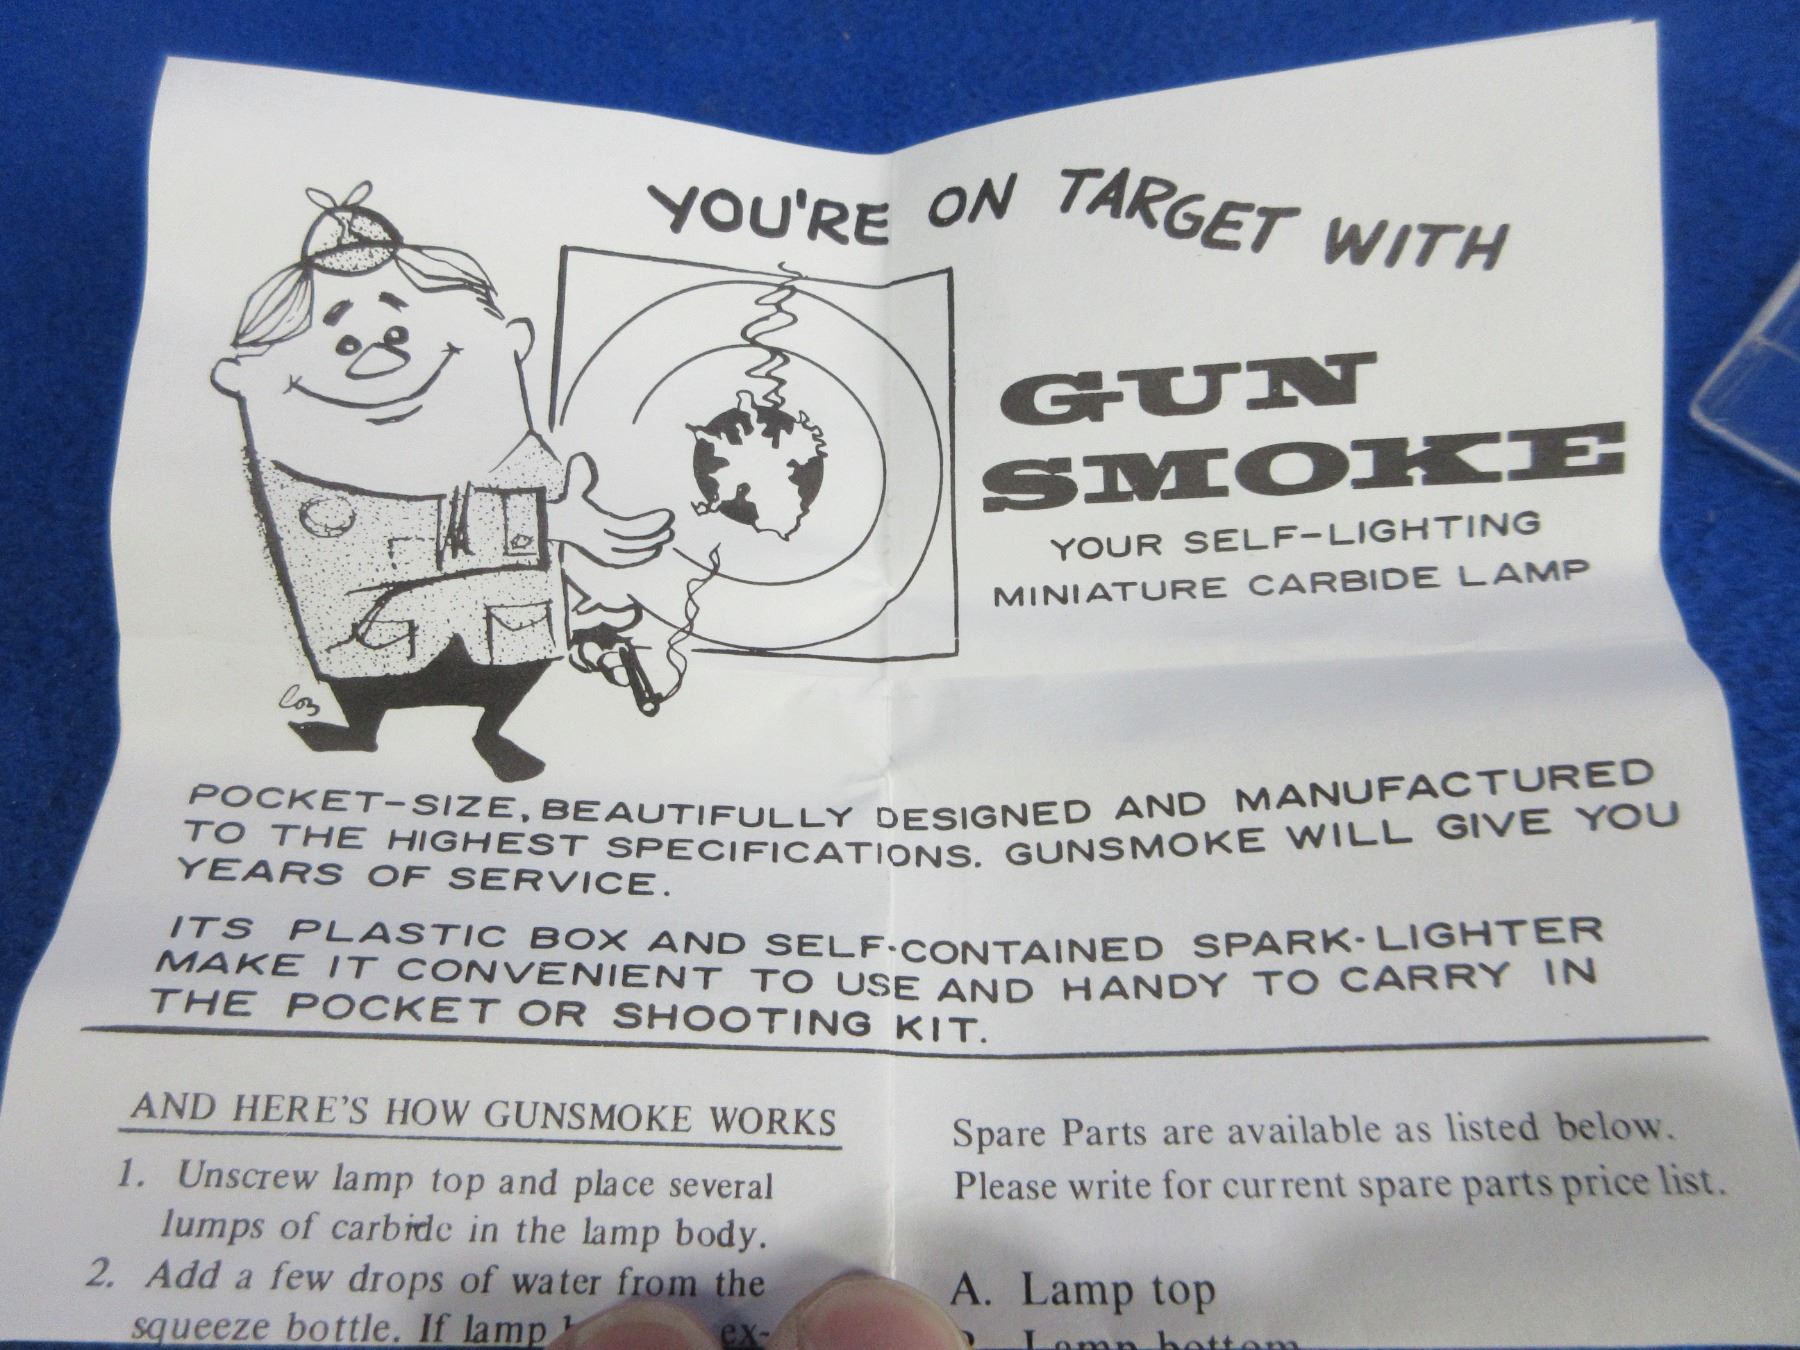 YOU'RE ON TARGET WITH
GUN
SMOKE
YOUR SELF-LIGHTING
MINIATURE CARBIDE LAMP
POCKET-SIZE, BEAUTIFULLY DESIGNED AND MANUFACTURED
TO THE HIGHEST SPECIFICATIONS. GUNSMOKE WILL GIVE YOU
YEARS OF SERVICE.
ITS PLASTIC BOX AND SELF-CONTAINED SPARK-LIGHTER
MAKE IT CONVENIENT TO USE AND HANDY TO CARRY IN
THE POCKET OR SHOOTING KIT.
AND HERE'S HOW GUNSMOKE WORKS
1. Unscrew lamp top and place several
lumps of carbide in the lamp body.
2. Add a few drops of water from the
squeeze bottle. If lamp ex-
Spare Parts are available as listed below.
Please write for current spare parts price list.
A. Lamp top
Lamp bottom